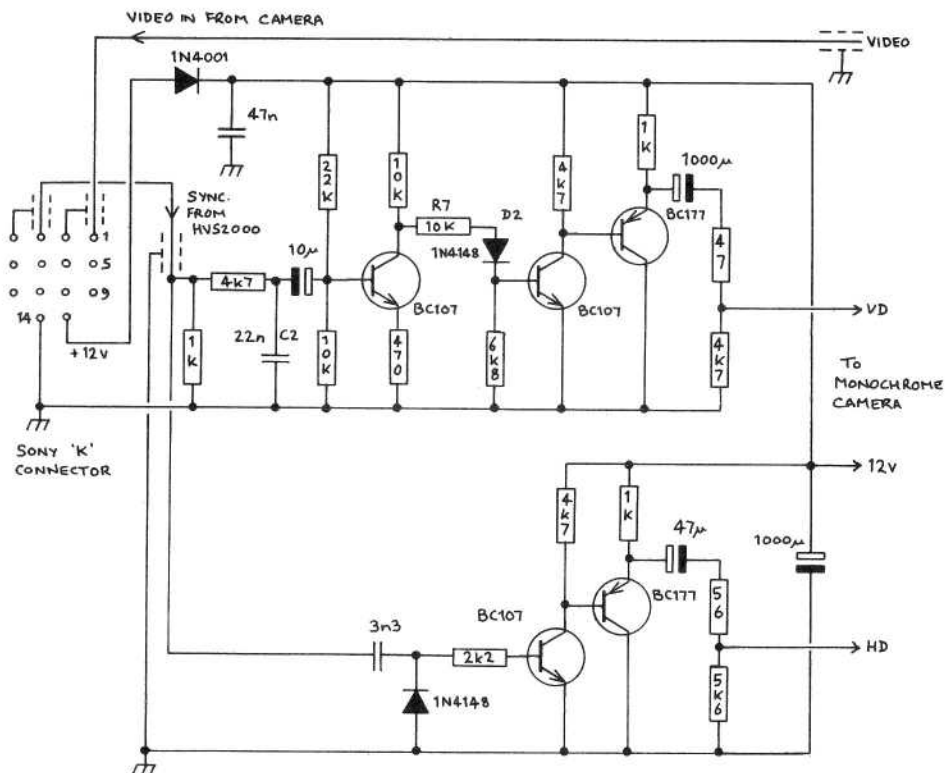 VIDEO IN FROM CAMERA
VIDEO
1N4001
47n
22K
10K
4k7
1K
1000µ
BC177
SYNC.
FROM
HVS2000
R7
10K
D2
1N4148
1
5
9
14
+12v
4k7
10µ
BC107
BC107
47
VD
1K
22n C2
10K
470
6k8
4k7
TO
MONOCHROME
CAMERA
SONY 'K'
CONNECTOR
12v
4k7
1K
47µ
1000µ
BC177
BC107
56
3n3
2k2
HD
1N4148
5k6